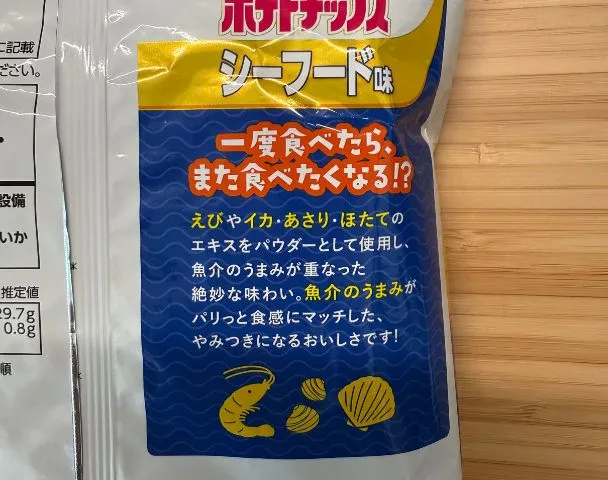 ポテトチップス
シーフード味
一度食べたら、
また食べたくなる!?
えびやイカ・あさり・ほたての
エキスをパウダーとして使用し、
魚介のうまみが重なった
絶妙な味わい。魚介のうまみが
パリっと食感にマッチした、
やみつきになるおいしさです!
に記載
ださい。
設備
いか
推定値
29.7g
0.8g
順